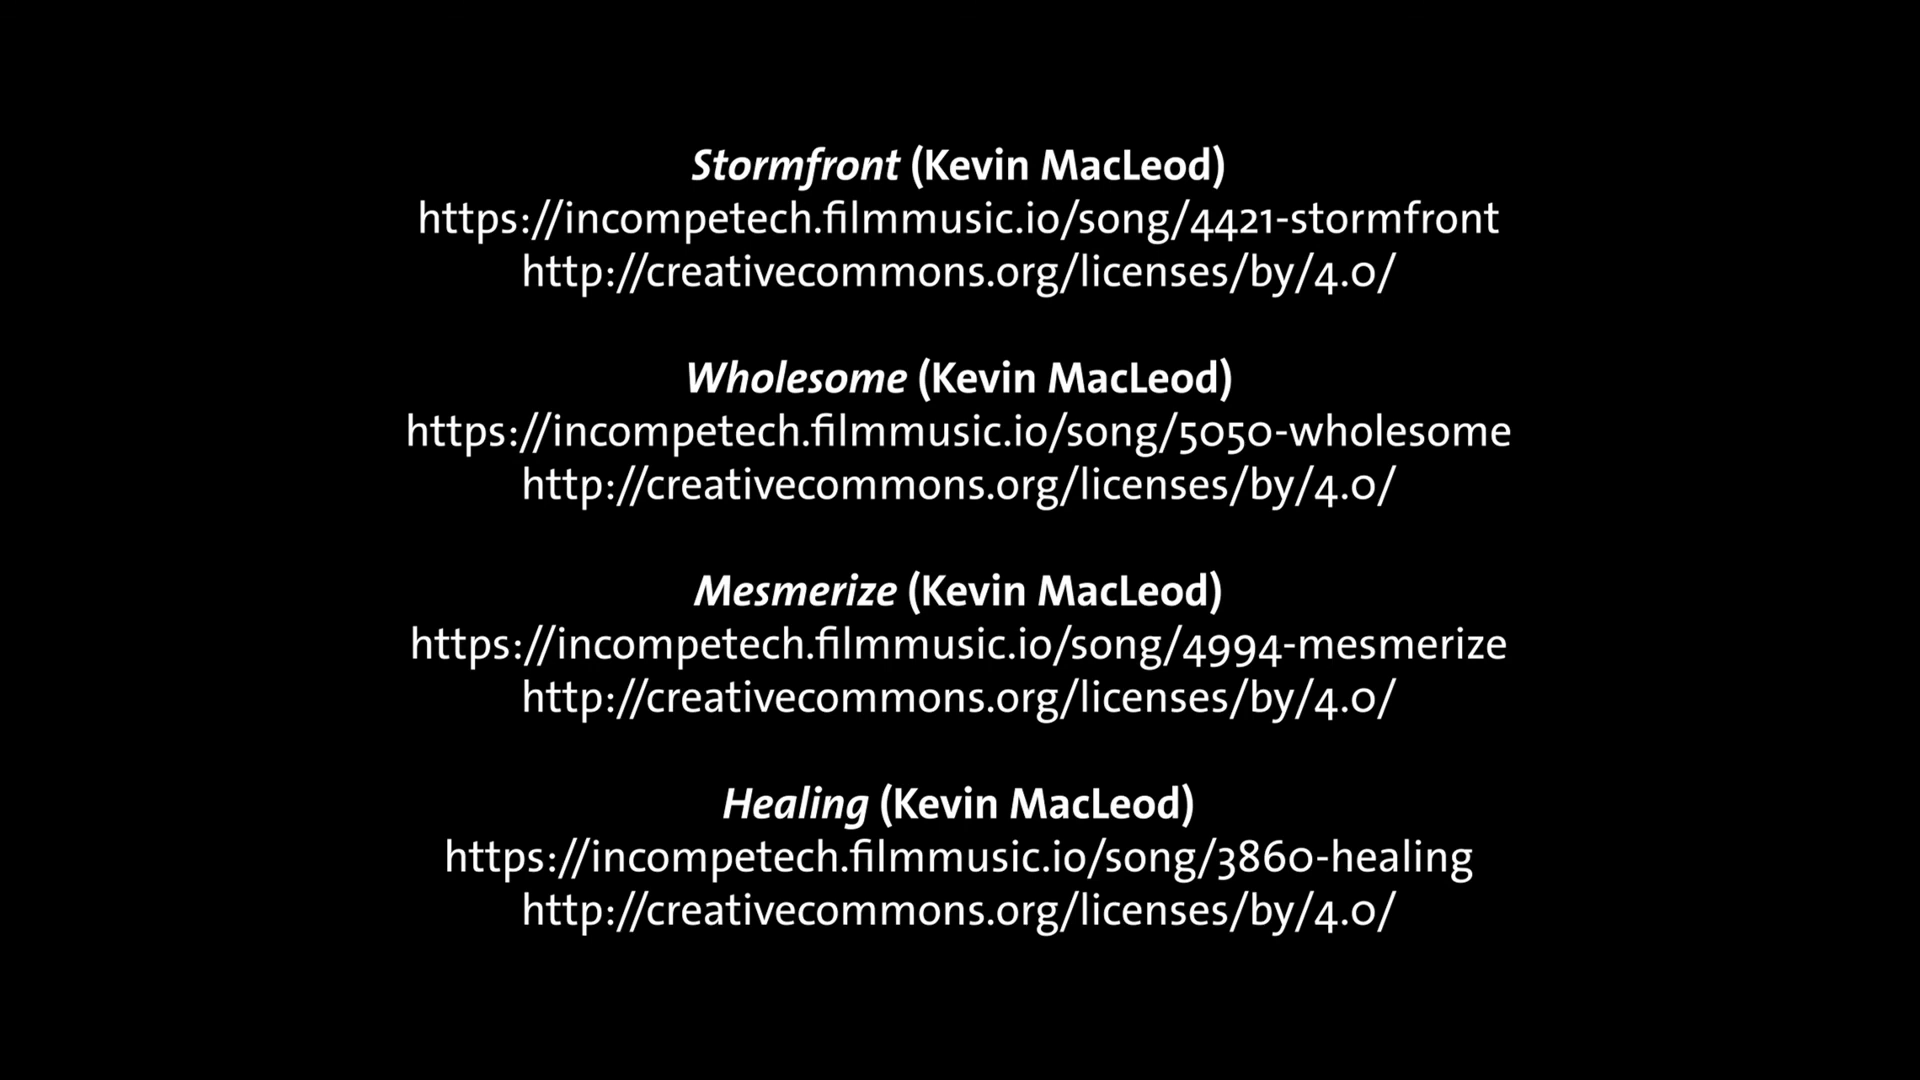 Stormfront (Kevin MacLeod)
https://incompetech.filmmusic.io/song/4421-stormfront
http://creativecommons.org/licenses/by/4.0/
Wholesome (Kevin MacLeod)
https://incompetech.filmmusic.io/song/5050-wholesome
http://creativecommons.org/licenses/by/4.0/
Mesmerize (Kevin MacLeod)
https://incompetech.filmmusic.io/song/4994-mesmerize
http://creativecommons.org/licenses/by/4.0/
Healing (Kevin MacLeod)
https://incompetech.filmmusic.io/song/3860-healing
http://creativecommons.org/licenses/by/4.0/